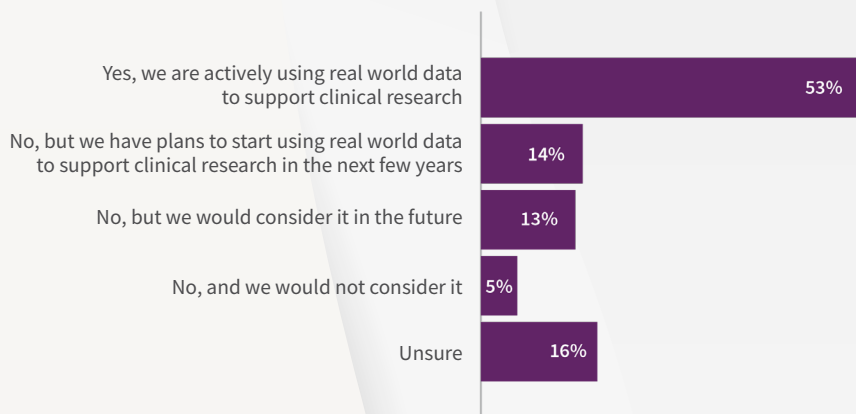 Yes, we are actively using real world data
to support clinical research
53%
No, but we have plans to start using real world data
to support clinical research in the next few years
14%
No, but we would consider it in the future
13%
No, and we would not consider it
5%
Unsure
16%